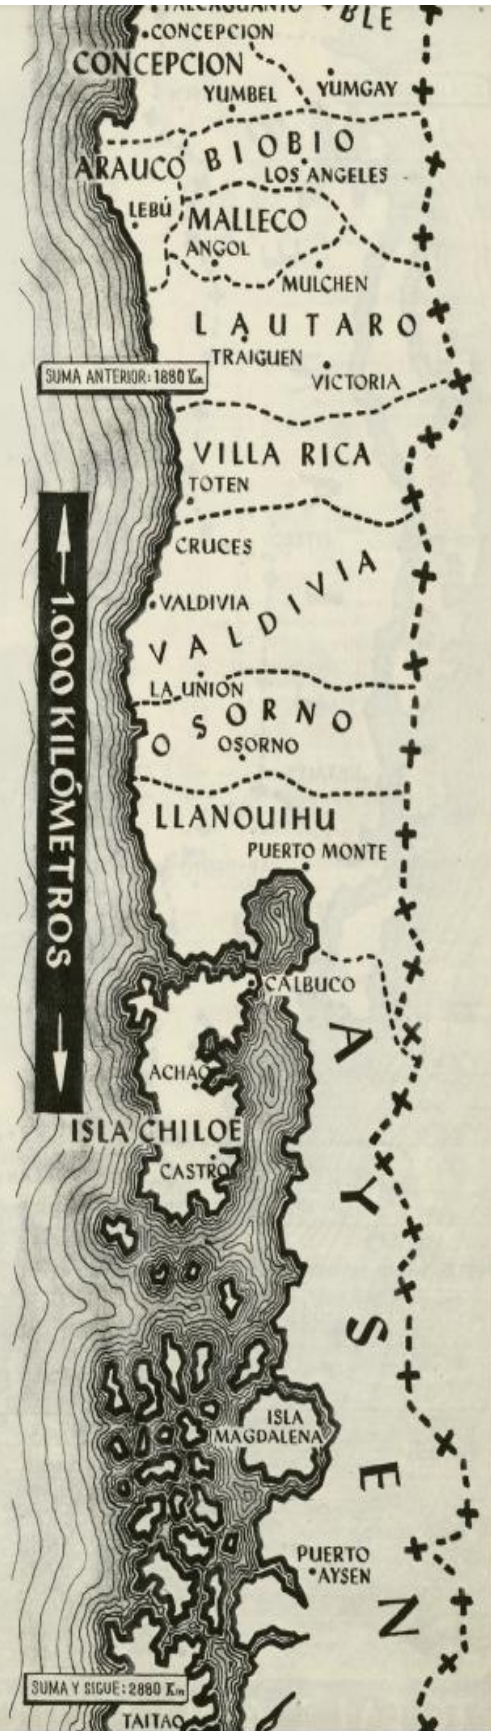 TALCAHUANTO
BLE
CONCEPCION
CONCEPCION
YUMBEL
YUMGAY
BIOBIO
ARAUCO
LOS ANGELES
LEBÚ
MALLECO
ANGOL
MULCHEN
LAUTARO
TRAIGUEN
SUMA ANTERIOR: 1880 Km
VICTORIA
VILLA RICA
TOTEN
CRUCES
VALDIVIA
VALDIVIA
LA UNION
OSORNO
OSORNO
1.000 KILÓMETROS
LLANQUIHU
PUERTO MONTE
CALBUCO
AYSEN
ACHAO
ISLA CHILOE
CASTRO
ISLA
MAGDALENA
PUERTO
AYSEN
SUMA Y SIGUE: 2880 Km
TAITAO